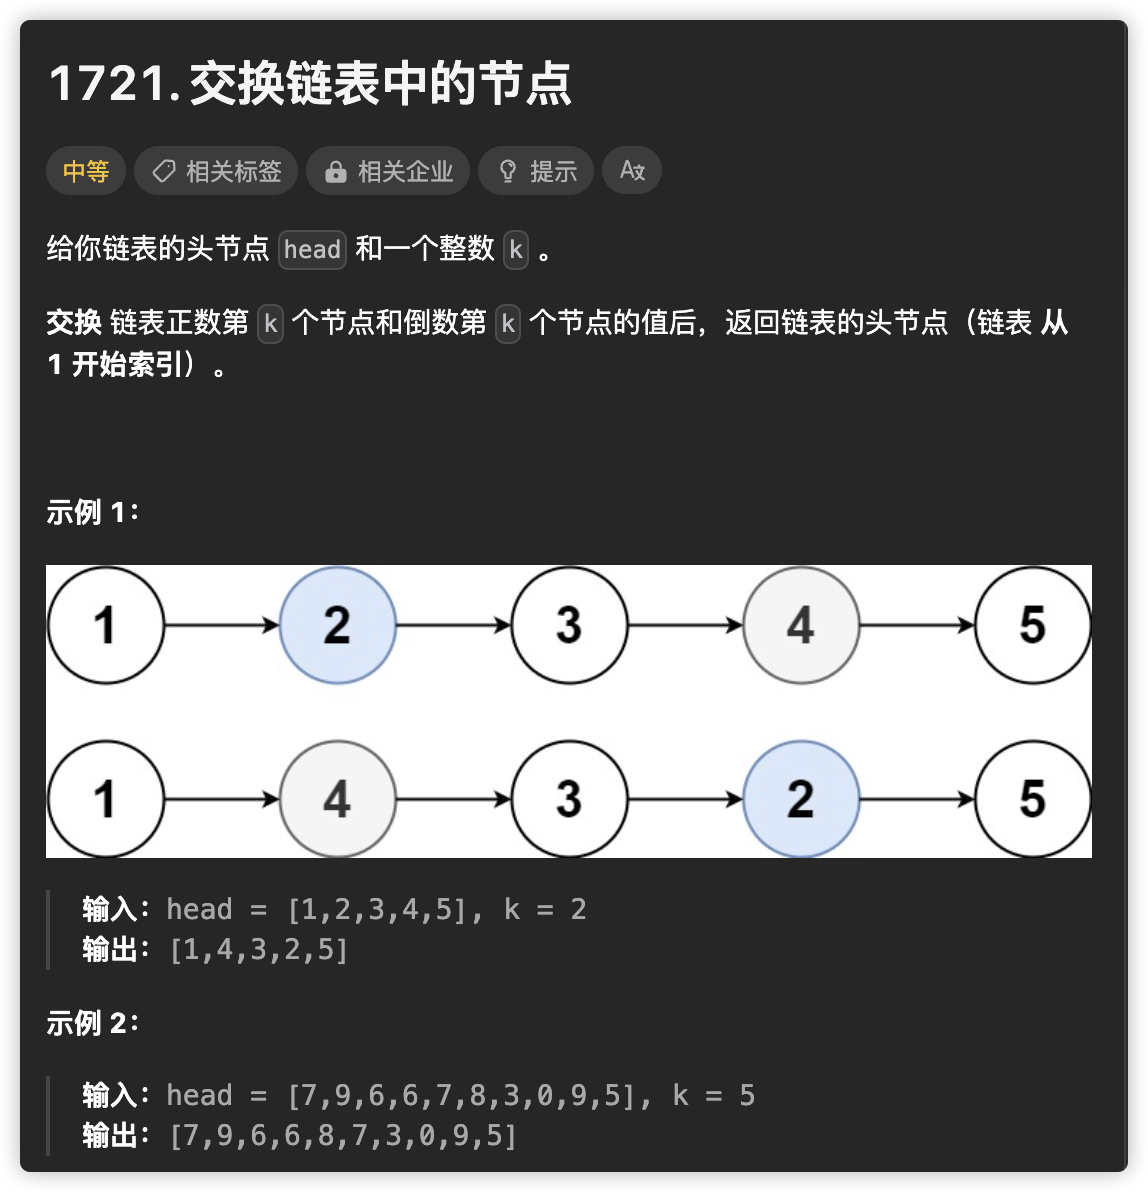 1721. 交换链表中的节点
中等 相关标签 相关企业 提示 A文
给你链表的头节点 head 和一个整数 k 。
交换 链表正数第 k 个节点和倒数第 k 个节点的值后，返回链表的头节点（链表 从
1 开始索引）。
示例 1：
1 2 3 4 5
1 4 3 2 5
输入：head = [1,2,3,4,5], k = 2
输出：[1,4,3,2,5]
示例 2：
输入：head = [7,9,6,6,7,8,3,0,9,5], k = 5
输出：[7,9,6,6,8,7,3,0,9,5]